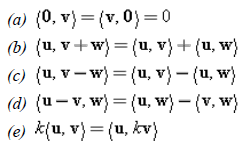 (a) ⟨0, v⟩ = ⟨v, 0⟩ = 0
(b) ⟨u, v + w⟩ = ⟨u, v⟩ + ⟨u, w⟩
(c) ⟨u, v − w⟩ = ⟨u, v⟩ − ⟨u, w⟩
(d) ⟨u − v, w⟩ = ⟨u, w⟩ − ⟨v, w⟩
(e) k⟨u, v⟩ = ⟨u, kv⟩